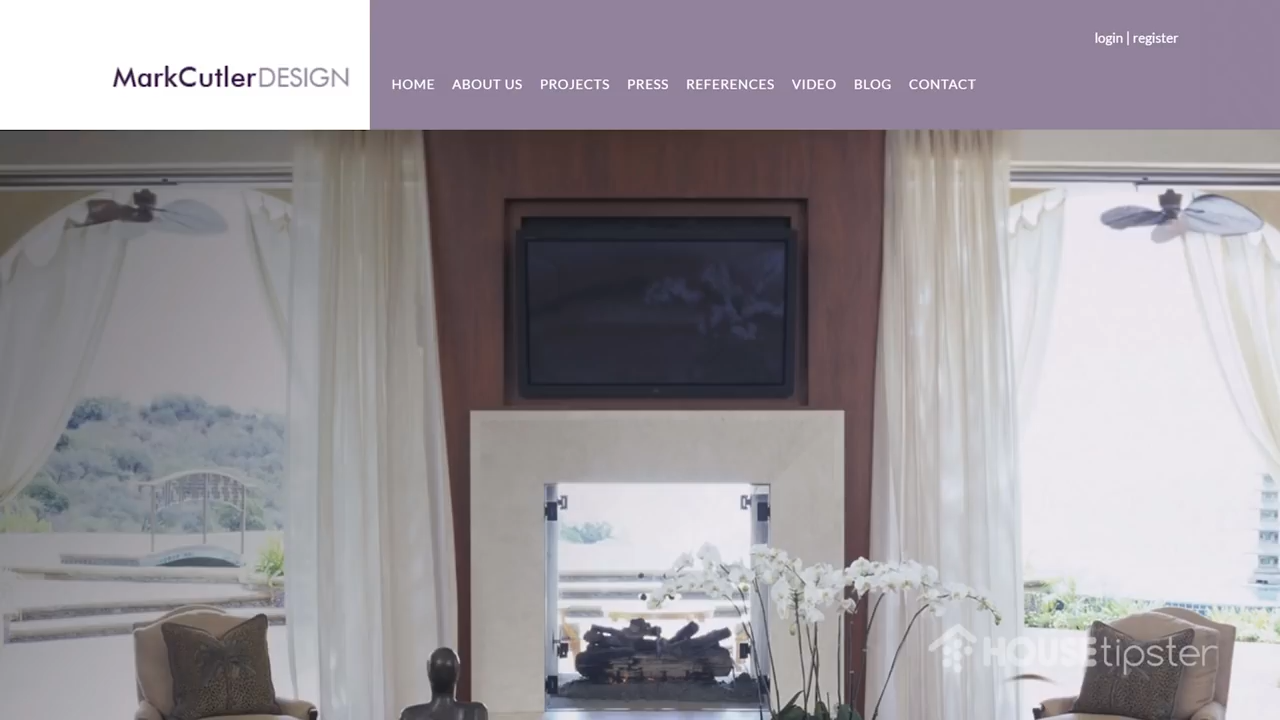 login | register
MarkCutlerDESIGN
HOME ABOUT US PROJECTS PRESS REFERENCES VIDEO BLOG CONTACT
HOUSEtipster